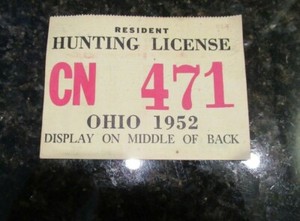 RESIDENT
HUNTING LICENSE
CN 471
OHIO 1952
DISPLAY ON MIDDLE OF BACK